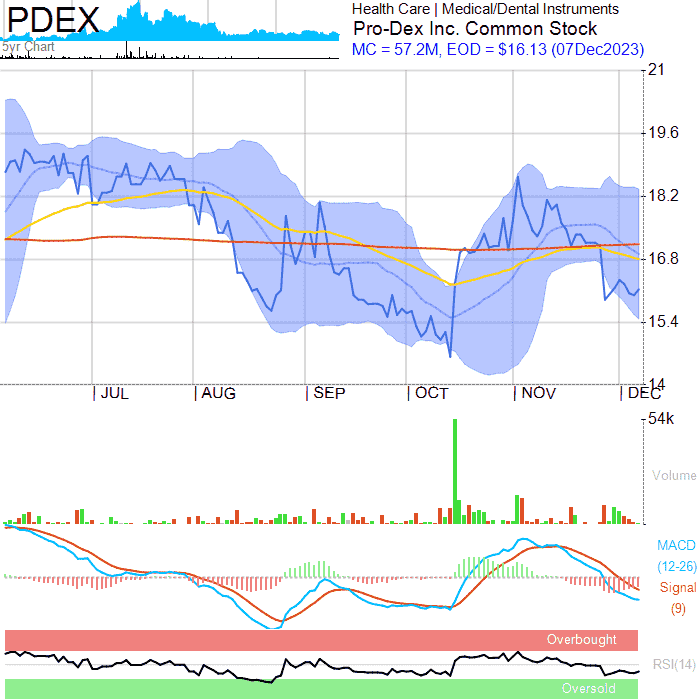 PDEX
5yr Chart
Health Care | Medical/Dental Instruments
Pro-Dex Inc. Common Stock
MC = 57.2M, EOD = $16.13 (07Dec2023)
21
19.6
18.2
16.8
15.4
14
JUL AUG SEP OCT NOV DEC
54k
Volume
MACD
(12-26)
Signal
(9)
Overbought
RSI(14)
Oversold